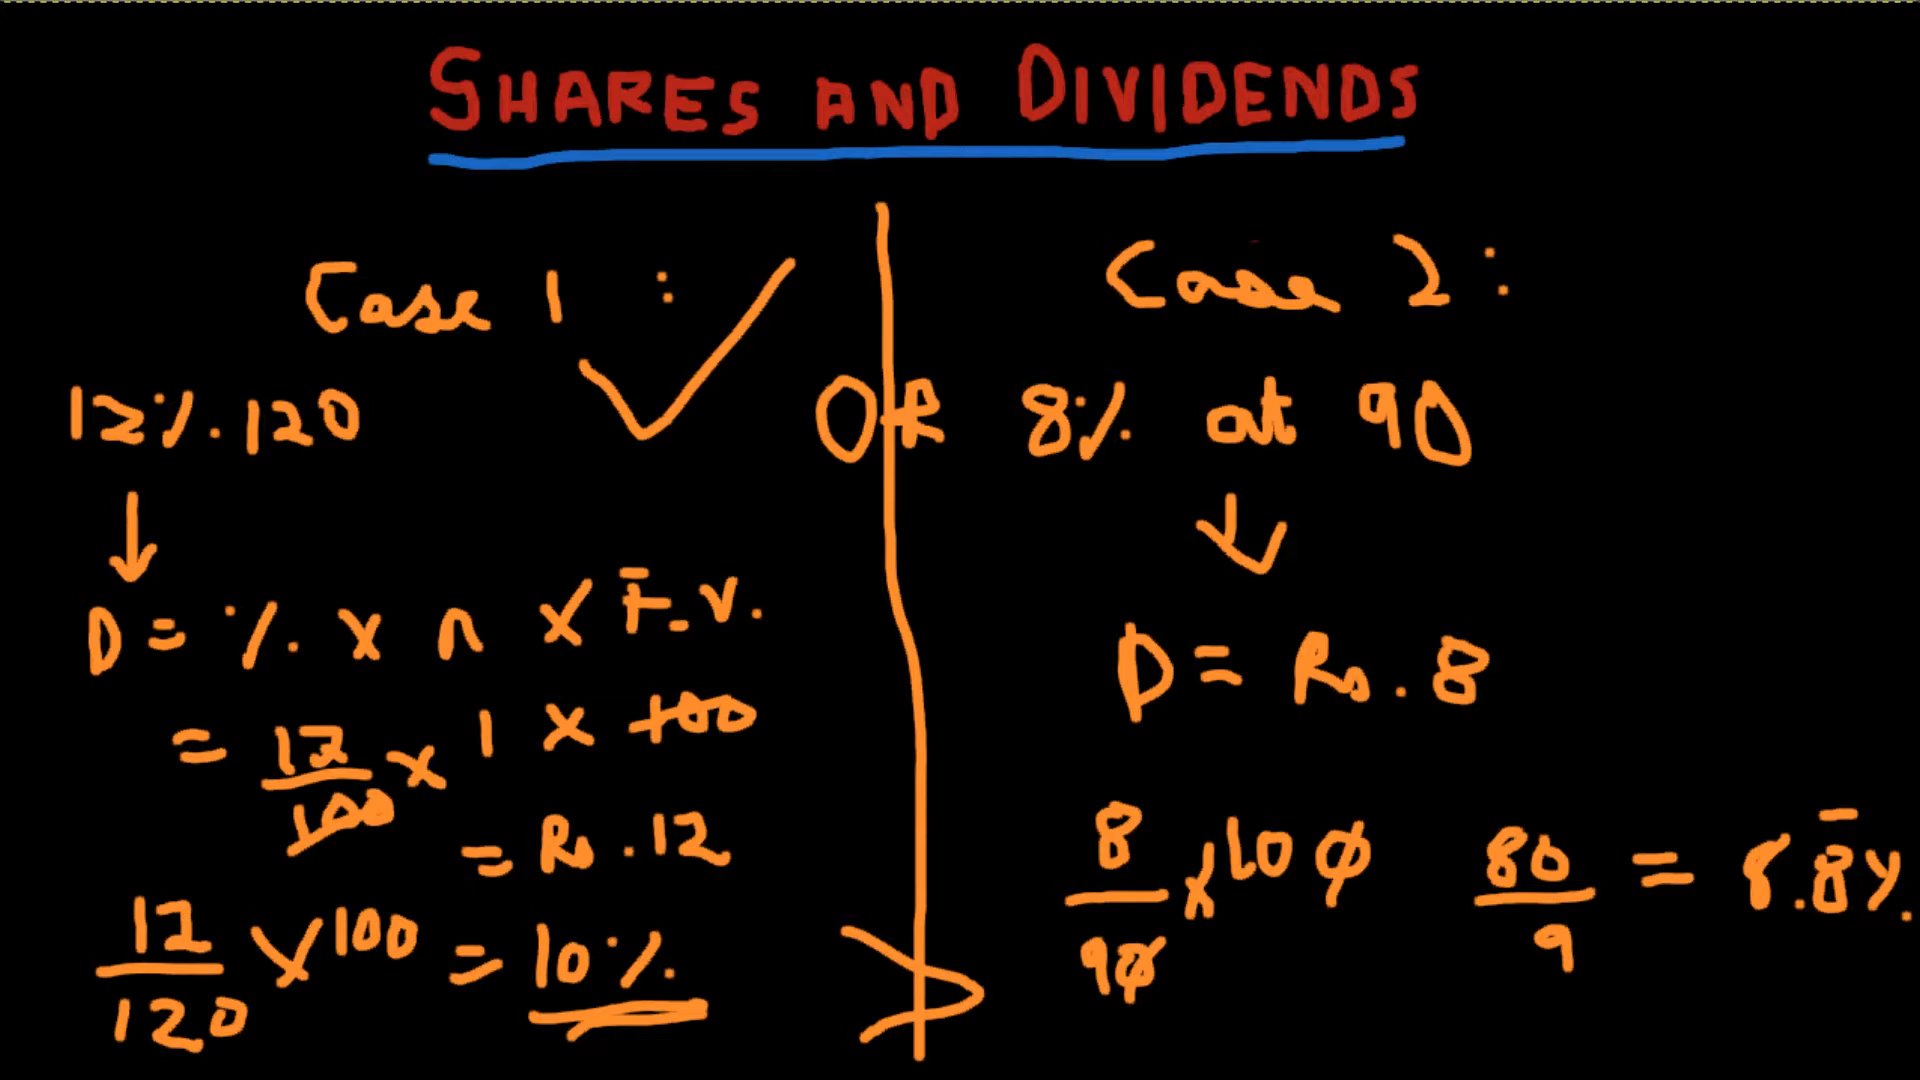 SHARES AND DIVIDENDS
Case 1 :
12%. 120
D = % × n × F.V.
= 12/100 × 1 × 100
= Rs. 12
12/120 × 100 = 10%
>
OR
Case 2 :
8% at 90
D = Rs. 8
8/90 × 100 80/9 = 8.8̅%